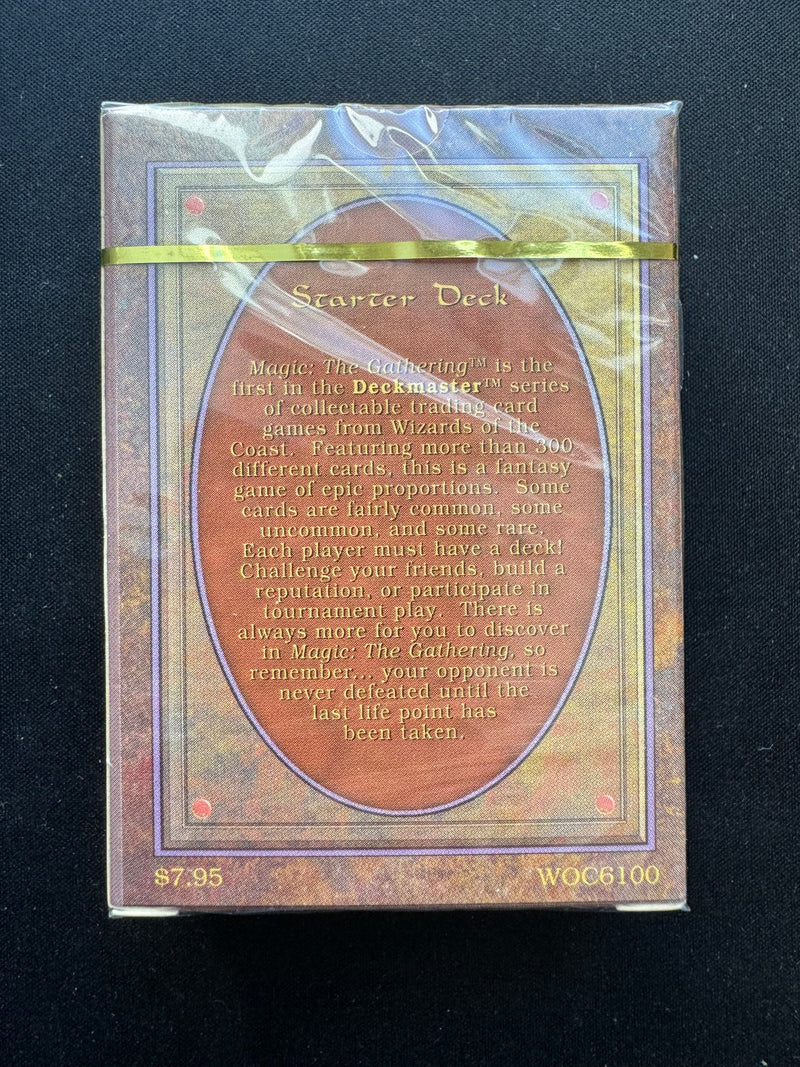 Starter Deck
Magic: The Gathering™ is the
first in the Deckmaster™ series
of collectable trading card
games from Wizards of the
Coast. Featuring more than 300
different cards, this is a fantasy
game of epic proportions. Some
cards are fairly common, some
uncommon, and some rare.
Each player must have a deck!
Challenge your friends, build a
reputation, or participate in
tournament play. There is
always more for you to discover
in Magic: The Gathering, so
remember... your opponent is
never defeated until the
last life point has
been taken.
$7.95 WOC6100